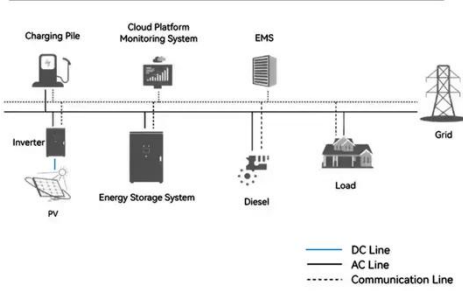 Cloud Platform
Monitoring System
Charging Pile
EMS
Grid
Inverter
PV
Energy Storage System
Diesel
Load
DC Line
AC Line
Communication Line